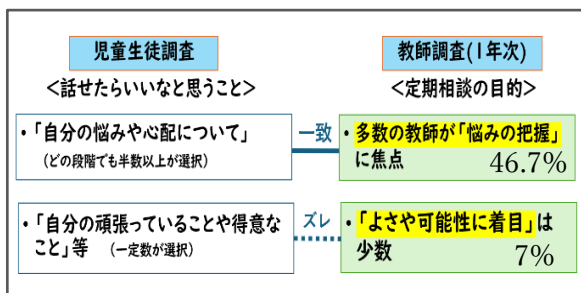 児童生徒調査
<話せたらいいなと思うこと>
・「自分の悩みや心配について」
(どの段階でも半数以上が選択)
一致
教師調査(1年次)
<定期相談の目的>
・多数の教師が「悩みの把握」
に焦点 46.7%
・「自分の頑張っていることや得意な
こと」等 (一定数が選択)
ズレ
・「よさや可能性に着目」は
少数 7%